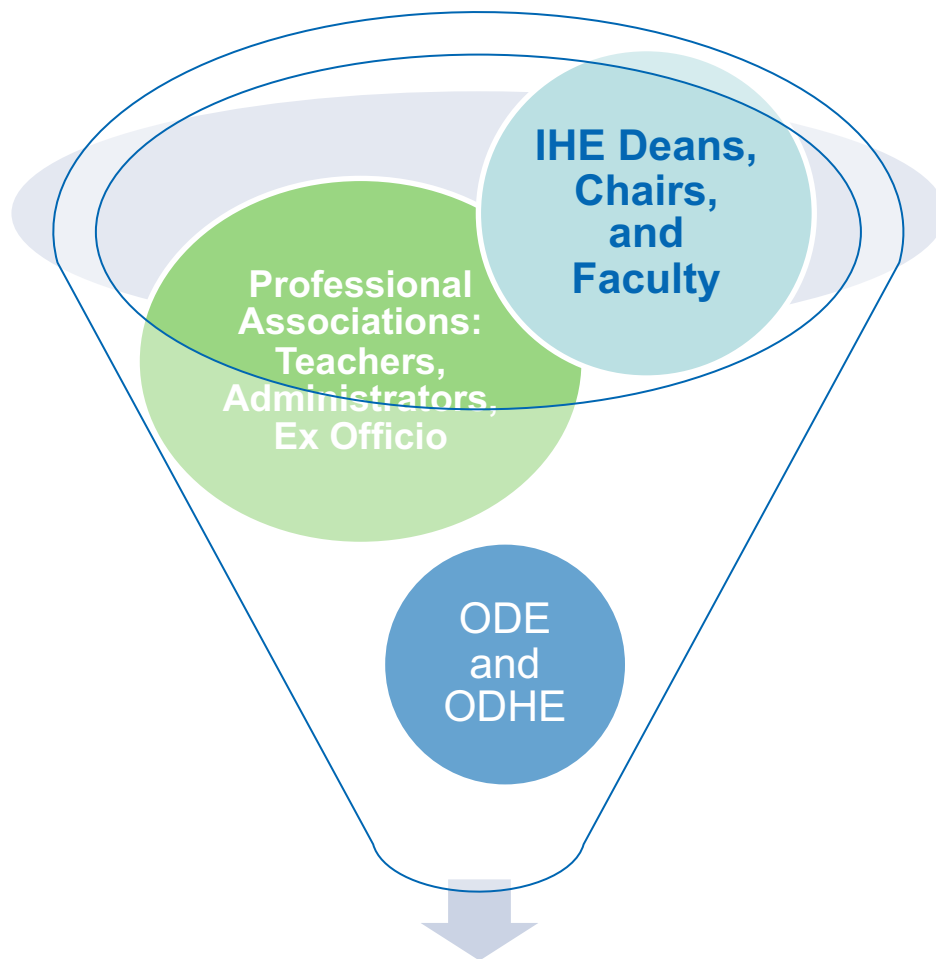 IHE Deans,
Chairs,
and
Faculty
Professional
Associations:
Teachers,
Administrators,
Ex Officio
ODE
and
ODHE